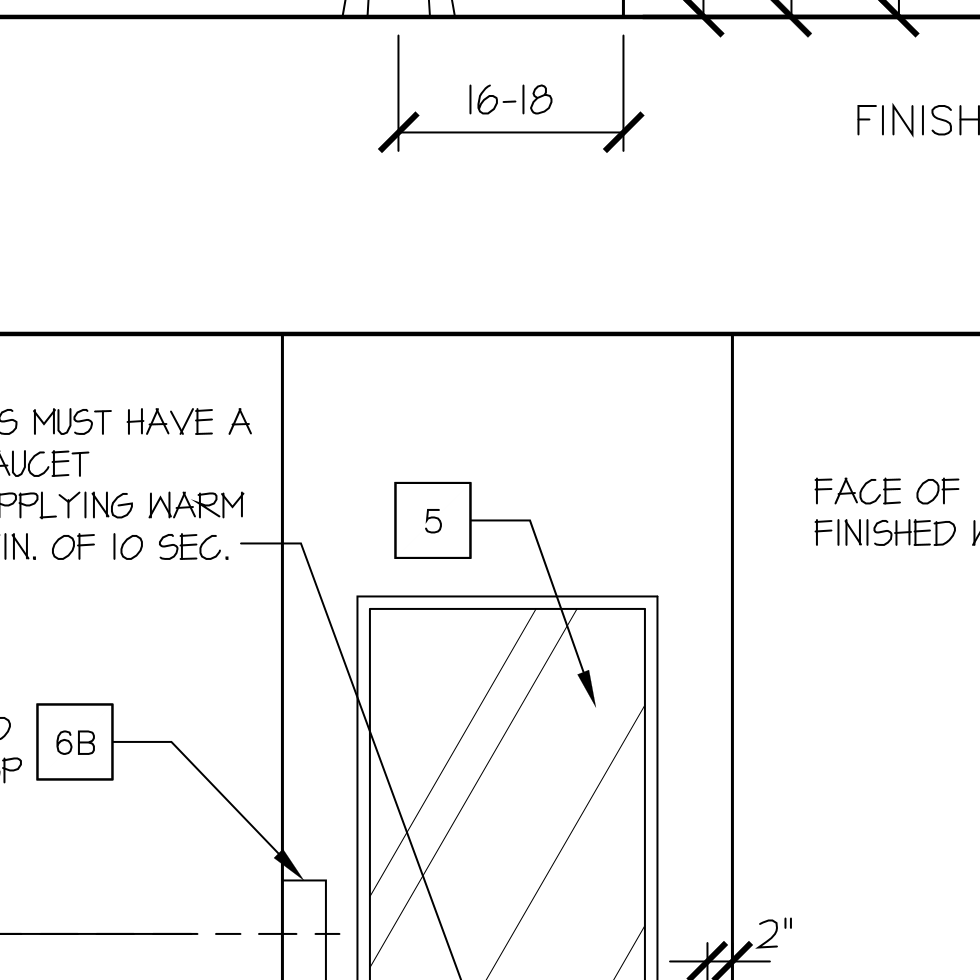 16-18
FINISH
S MUST HAVE A
AUCET
PPLYING WARM
IN. OF 10 SEC.
5
FACE OF
FINISHED
6B
P
2"